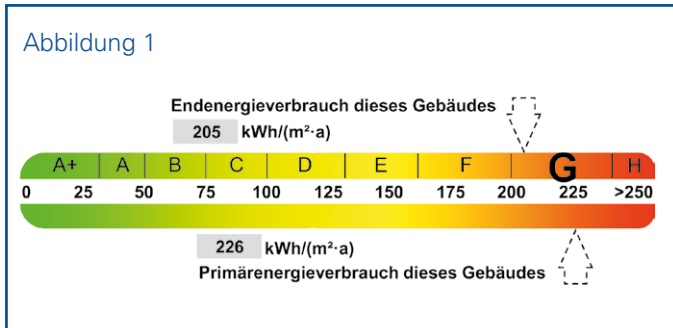 Abbildung 1
Endenergieverbrauch dieses Gebäudes
205 kWh/(m²·a)
A+ A B C D E F G H
0 25 50 75 100 125 150 175 200 225 >250
226 kWh/(m²·a)
Primärenergieverbrauch dieses Gebäudes